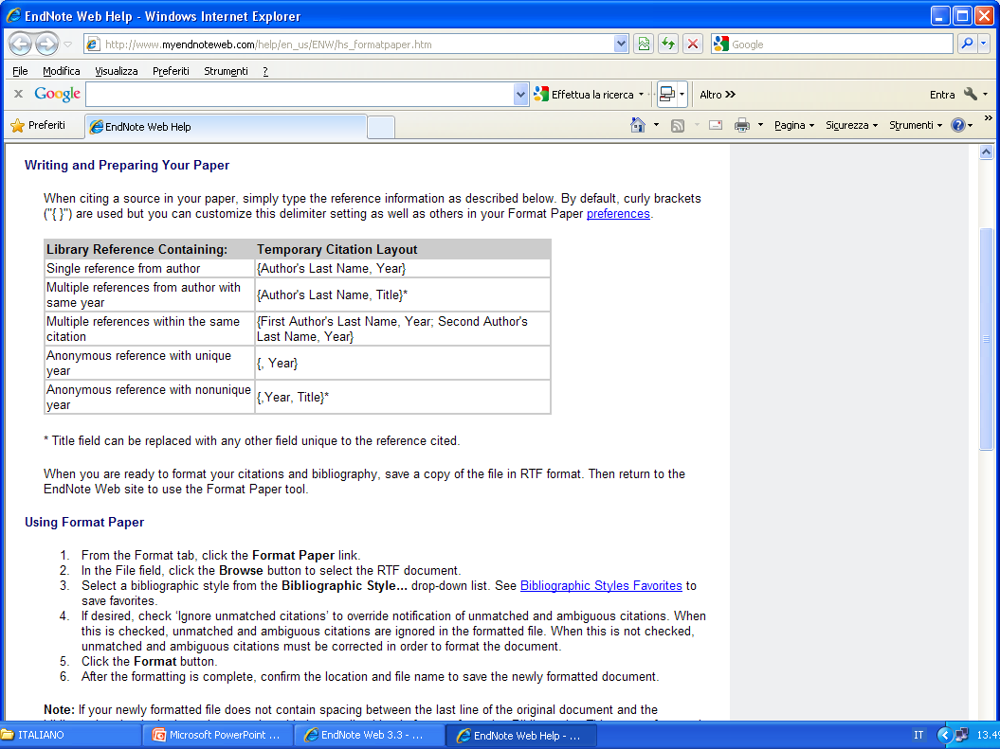 EndNote Web Help - Windows Internet Explorer
http://www.myendnoteweb.com/help/en_us/ENW/hs_formatpaper.htm
Google
File Modifica Visualizza Preferiti Strumenti ?
x Google Effettua la ricerca Altro >> Entra
Preferiti EndNote Web Help Pagina Sicurezza Strumenti ? >>
Writing and Preparing Your Paper
When citing a source in your paper, simply type the reference information as described below. By default, curly brackets
("{ }") are used but you can customize this delimiter setting as well as others in your Format Paper preferences.
Library Reference Containing: Temporary Citation Layout
Single reference from author {Author's Last Name, Year}
Multiple references from author with
same year
{Author's Last Name, Title}*
Multiple references within the same
citation
{First Author's Last Name, Year; Second Author's
Last Name, Year}
Anonymous reference with unique
year
{, Year}
Anonymous reference with nonunique
year
{,Year, Title}*
* Title field can be replaced with any other field unique to the reference cited.
When you are ready to format your citations and bibliography, save a copy of the file in RTF format. Then return to the
EndNote Web site to use the Format Paper tool.
Using Format Paper
1. From the Format tab, click the Format Paper link.
2. In the File field, click the Browse button to select the RTF document.
3. Select a bibliographic style from the Bibliographic Style... drop-down list. See Bibliographic Styles Favorites to
save favorites.
4. If desired, check ‘Ignore unmatched citations’ to override notification of unmatched and ambiguous citations. When
this is checked, unmatched and ambiguous citations are ignored in the formatted file. When this is not checked,
unmatched and ambiguous citations must be corrected in order to format the document.
5. Click the Format button.
6. After the formatting is complete, confirm the location and file name to save the newly formatted document.
Note: If your newly formatted file does not contain spacing between the last line of the original document and the
ITALIANO Microsoft PowerPoint ... EndNote Web 3.3 - ... EndNote Web Help - ... IT 13.49